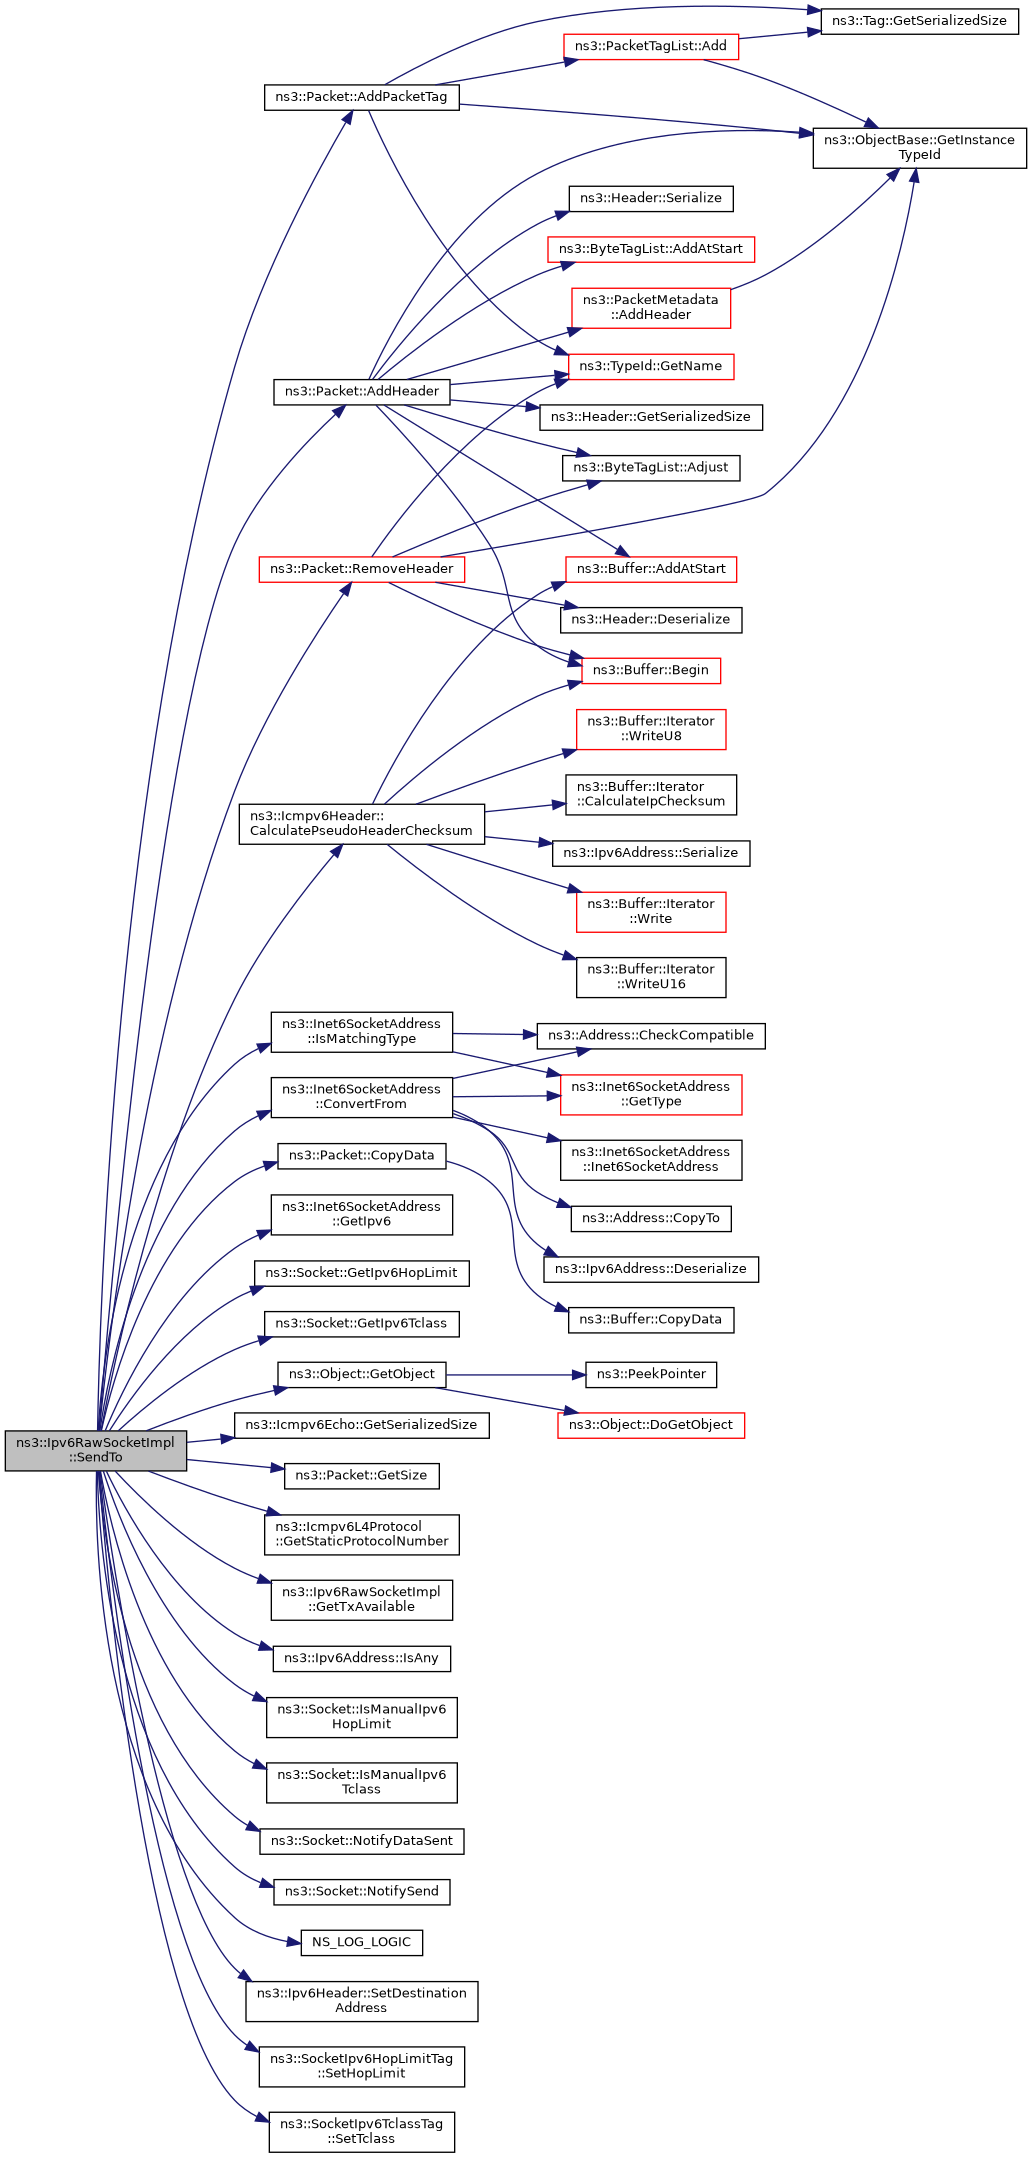 ns3::Tag::GetSerializedSize
ns3::PacketTagList::Add
ns3::Packet::AddPacketTag
ns3::ObjectBase::GetInstance
TypeId
ns3::Header::Serialize
ns3::ByteTagList::AddAtStart
ns3::PacketMetadata
::AddHeader
ns3::TypeId::GetName
ns3::Packet::AddHeader
ns3::Header::GetSerializedSize
ns3::ByteTagList::Adjust
ns3::Packet::RemoveHeader
ns3::Buffer::AddAtStart
ns3::Header::Deserialize
ns3::Buffer::Begin
ns3::Buffer::Iterator
::WriteU8
ns3::Buffer::Iterator
::CalculateIpChecksum
ns3::Icmpv6Header::
CalculatePseudoHeaderChecksum
ns3::Ipv6Address::Serialize
ns3::Buffer::Iterator
::Write
ns3::Buffer::Iterator
::WriteU16
ns3::Inet6SocketAddress
::IsMatchingType
ns3::Address::CheckCompatible
ns3::Inet6SocketAddress
::ConvertFrom
ns3::Inet6SocketAddress
::GetType
ns3::Packet::CopyData
ns3::Inet6SocketAddress
::Inet6SocketAddress
ns3::Inet6SocketAddress
::GetIpv6
ns3::Address::CopyTo
ns3::Socket::GetIpv6HopLimit
ns3::Ipv6Address::Deserialize
ns3::Socket::GetIpv6Tclass
ns3::Buffer::CopyData
ns3::Object::GetObject
ns3::PeekPointer
ns3::Icmpv6Echo::GetSerializedSize
ns3::Object::DoGetObject
ns3::Ipv6RawSocketImpl
::SendTo
ns3::Packet::GetSize
ns3::Icmpv6L4Protocol
::GetStaticProtocolNumber
ns3::Ipv6RawSocketImpl
::GetTxAvailable
ns3::Ipv6Address::IsAny
ns3::Socket::IsManualIpv6
HopLimit
ns3::Socket::IsManualIpv6
Tclass
ns3::Socket::NotifyDataSent
ns3::Socket::NotifySend
NS_LOG_LOGIC
ns3::Ipv6Header::SetDestination
Address
ns3::SocketIpv6HopLimitTag
::SetHopLimit
ns3::SocketIpv6TclassTag
::SetTclass